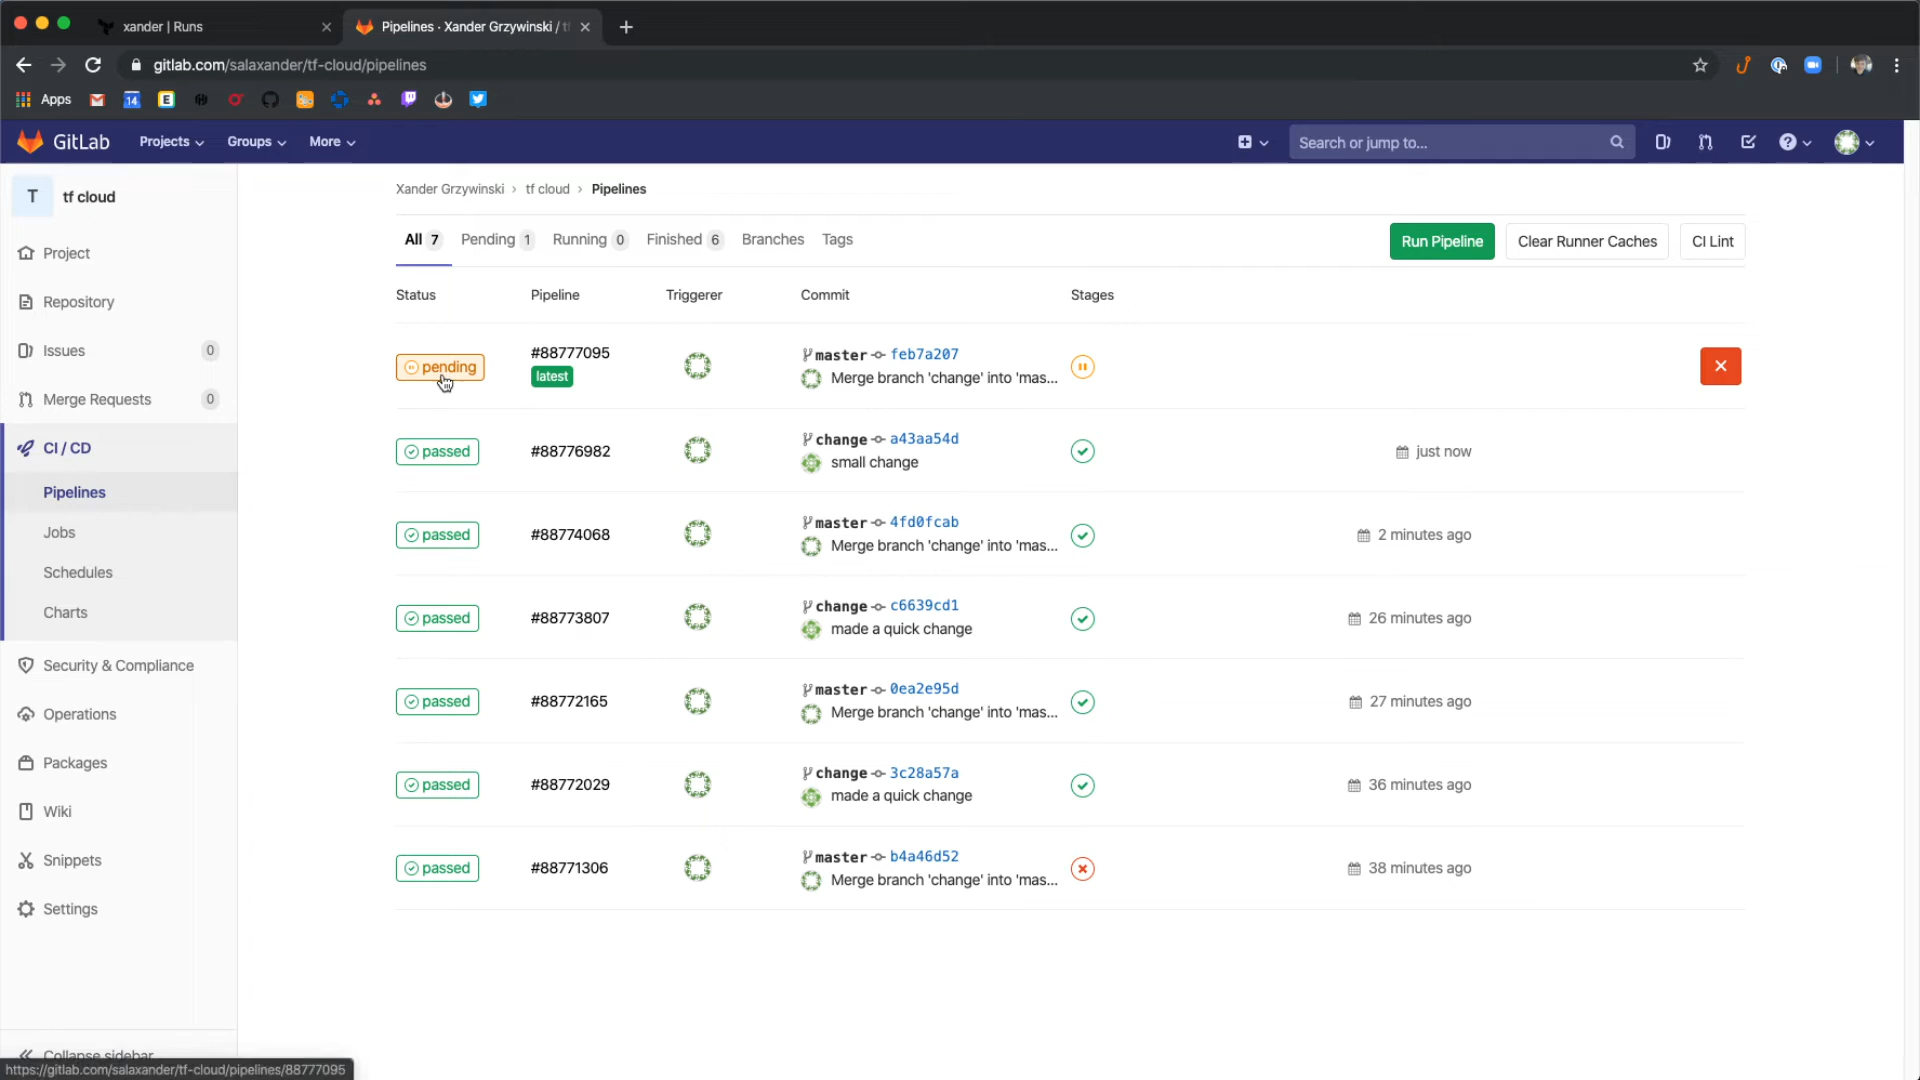 xander | Runs
Pipelines · Xander Grzywinski / tf
gitlab.com/salaxander/tf-cloud/pipelines
Apps
14
E
GitLab
Projects
Groups
More
Search or jump to...
T
tf cloud
Project
Repository
Issues
0
Merge Requests
0
CI / CD
Pipelines
Jobs
Schedules
Charts
Security & Compliance
Operations
Packages
Wiki
Snippets
Settings
Collapse sidebar
https://gitlab.com/salaxander/tf-cloud/pipelines/88777095
Xander Grzywinski › tf cloud › Pipelines
All 7
Pending 1
Running 0
Finished 6
Branches
Tags
Run Pipeline
Clear Runner Caches
CI Lint
Status
Pipeline
Triggerer
Commit
Stages
pending
#88777095
latest
master feb7a207
Merge branch 'change' into 'mas...
passed
#88776982
change a43aa54d
small change
just now
passed
#88774068
master 4fd0fcab
Merge branch 'change' into 'mas...
2 minutes ago
passed
#88773807
change c6639cd1
made a quick change
26 minutes ago
passed
#88772165
master 0ea2e95d
Merge branch 'change' into 'mas...
27 minutes ago
passed
#88772029
change 3c28a57a
made a quick change
36 minutes ago
passed
#88771306
master b4a46d52
Merge branch 'change' into 'mas...
38 minutes ago